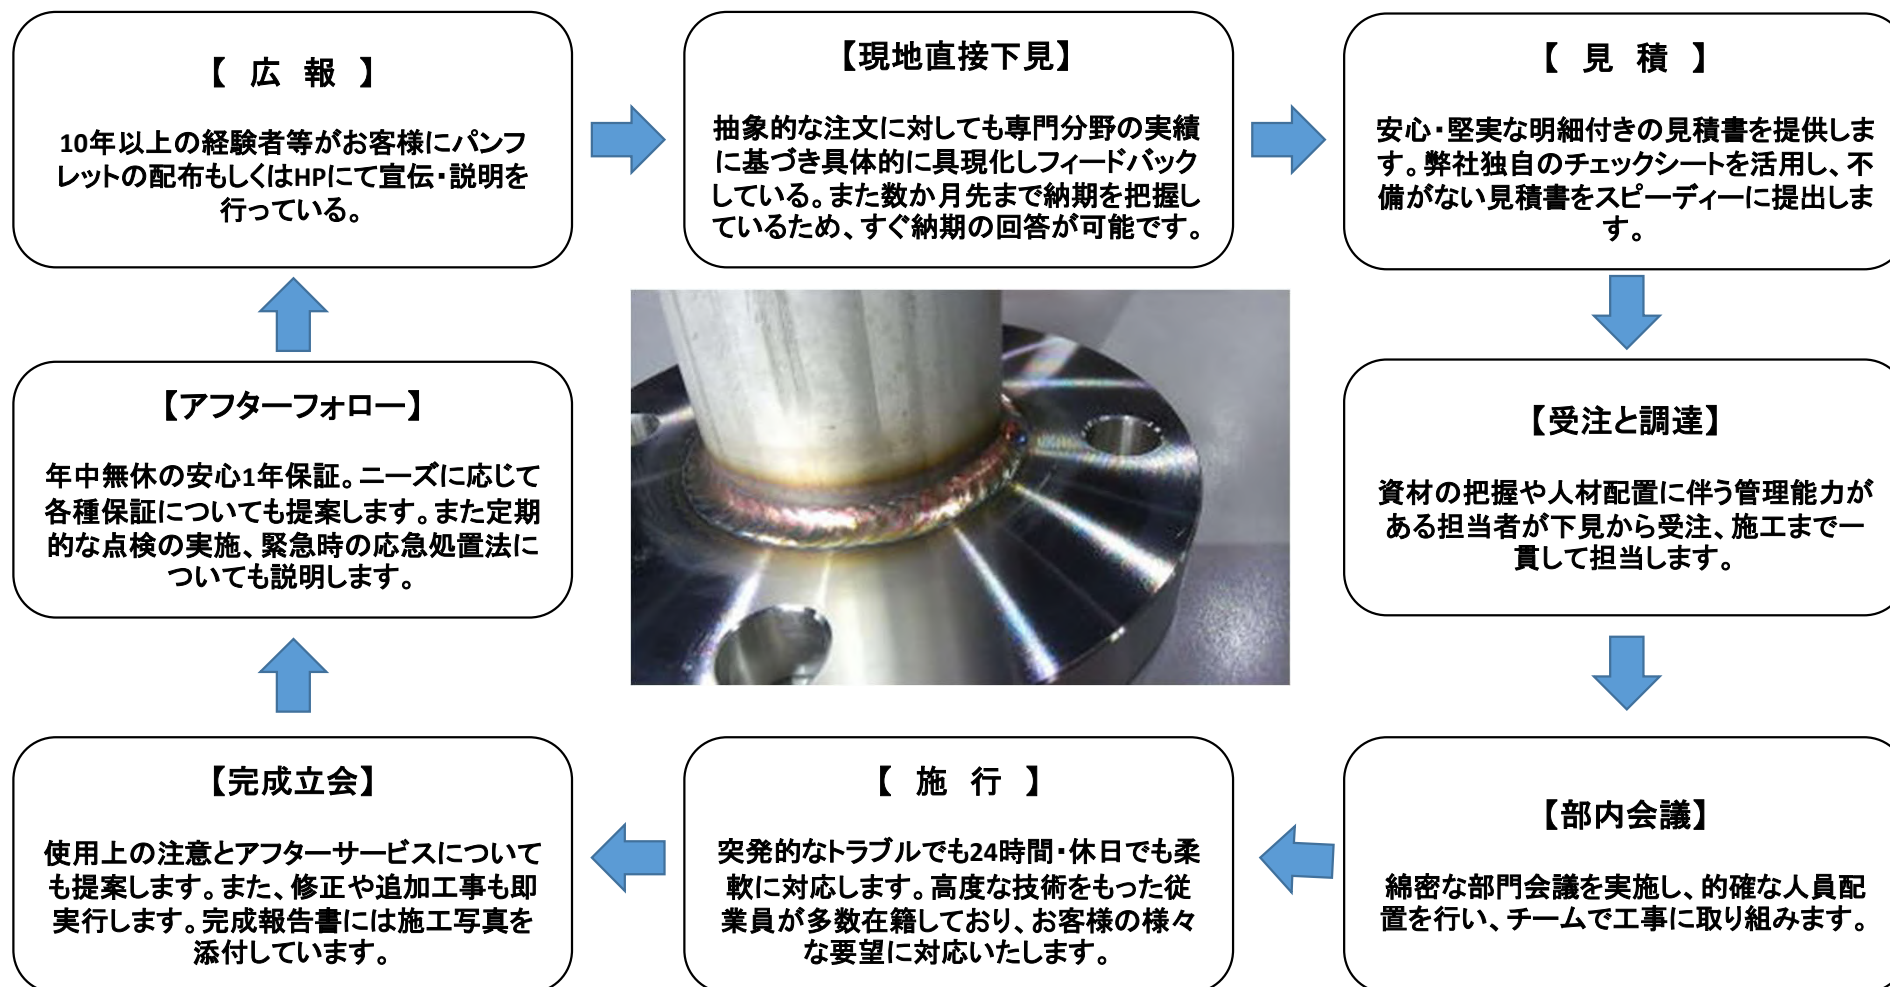 【 広 報 】
10年以上の経験者等がお客様にパンフ
レットの配布もしくはHPにて宣伝・説明を
行っている。
【現地直接下見】
抽象的な注文に対しても専門分野の実績
に基づき具体的に具現化しフィードバック
している。また数か月先まで納期を把握し
ているため、すぐ納期の回答が可能です。
【 見 積 】
安心・堅実な明細付きの見積書を提供しま
す。弊社独自のチェックシートを活用し、不
備がない見積書をスピーディーに提出しま
す。
【受注と調達】
資材の把握や人材配置に伴う管理能力が
ある担当者が下見から受注、施工まで一
貫して担当します。
【部内会議】
綿密な部門会議を実施し、的確な人員配
置を行い、チームで工事に取り組みます。
【 施 行 】
突発的なトラブルでも24時間・休日でも柔
軟に対応します。高度な技術をもった従
業員が多数在籍しており、お客様の様々
な要望に対応いたします。
【完成立会】
使用上の注意とアフターサービスについて
も提案します。また、修正や追加工事も即
実行します。完成報告書には施工写真を
添付しています。
【アフターフォロー】
年中無休の安心1年保証。ニーズに応じて
各種保証についても提案します。また定期
的な点検の実施、緊急時の応急処置法に
ついても説明します。